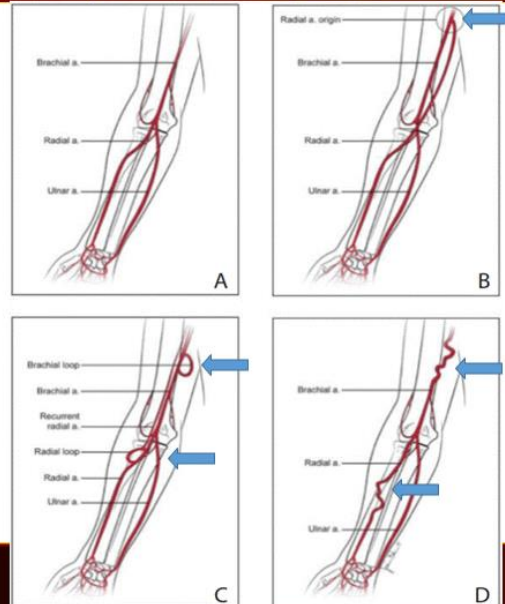 Brachial a.
Radial a.
Ulnar a.
A
Radial a. origin
Brachial a.
Radial a.
Ulnar a.
B
Brachial loop
Brachial a.
Recurrent
radial a.
Radial loop
Radial a.
Ulnar a.
C
Brachial a.
Radial a.
Ulnar a.
D